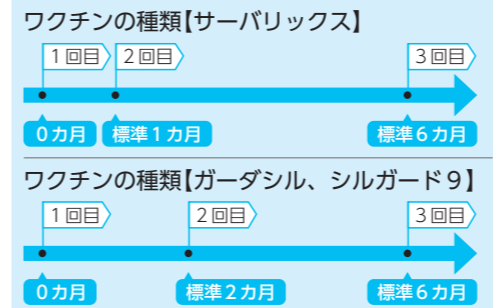 ワクチンの種類【サーバリックス】
1回目 2回目 3回目
0カ月 標準1カ月 標準6カ月
ワクチンの種類【ガーダシル、シルガード9】
1回目 2回目 3回目
0カ月 標準2カ月 標準6カ月